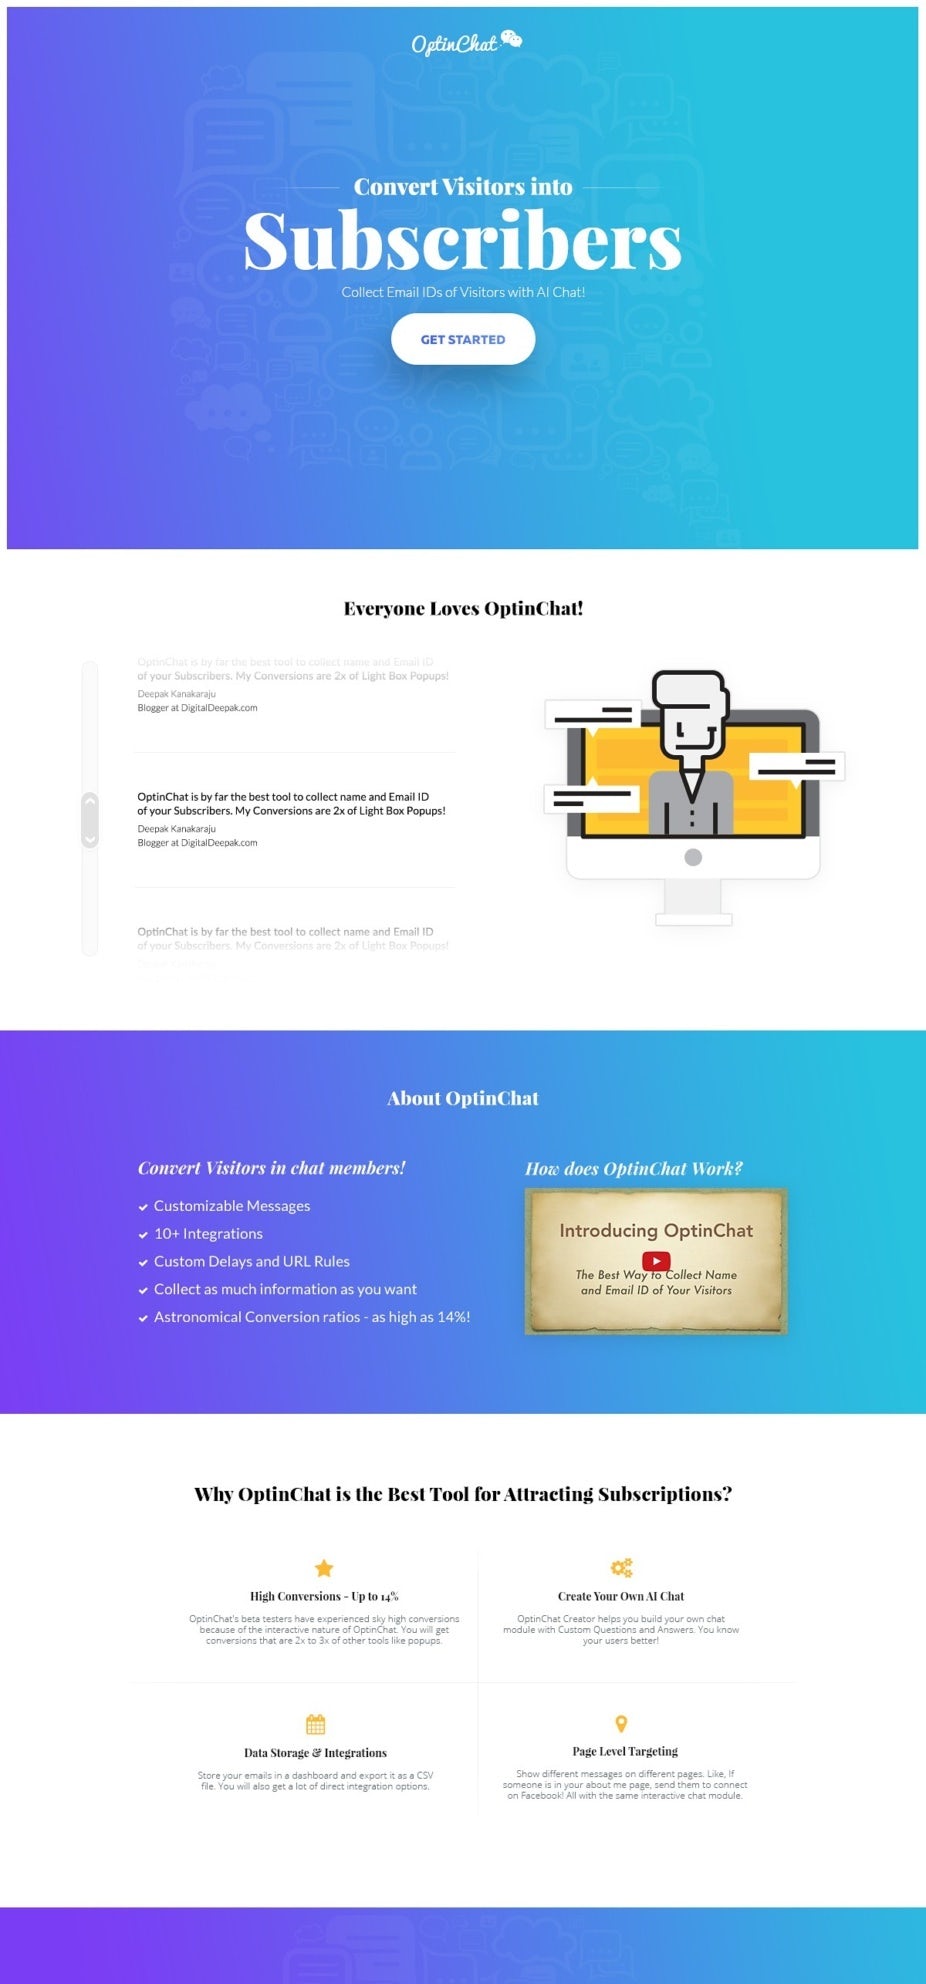 OptinChat
Convert Visitors into
Subscribers
Collect Email IDs of Visitors with AI Chat!
GET STARTED
Everyone Loves OptinChat!
OptinChat is by far the best tool to collect name and Email ID
of your Subscribers. My Conversions are 2x of Light Box Popups!
Deepak Kanakaraju
Blogger at DigitalDeepak.com
OptinChat is by far the best tool to collect name and Email ID
of your Subscribers. My Conversions are 2x of Light Box Popups!
Deepak Kanakaraju
Blogger at DigitalDeepak.com
OptinChat is by far the best tool to collect name and Email ID
of your Subscribers. My Conversions are 2x of Light Box Popups!
About OptinChat
Convert Visitors in chat members!
Customizable Messages
10+ Integrations
Custom Delays and URL Rules
Collect as much information as you want
Astronomical Conversion ratios - as high as 14%!
How does OptinChat Work?
Introducing OptinChat
The Best Way to Collect Name
and Email ID of Your Visitors
Why OptinChat is the Best Tool for Attracting Subscriptions?
High Conversions - Up to 14%
OptinChat's beta testers have experienced sky high conversions
because of the interactive nature of OptinChat. You will get
conversions that are 2x to 3x of other tools like popups.
Create Your Own AI Chat
OptinChat Creator helps you build your own chat
module with Custom Questions and Answers. You know
your users better!
Data Storage & Integrations
Store your emails in a dashboard and export it as a CSV
file. You will also get a lot of direct integration options.
Page Level Targeting
Show different messages on different pages. Like, If
someone is in your about me page, send them to connect
on Facebook! All with the same interactive chat module.